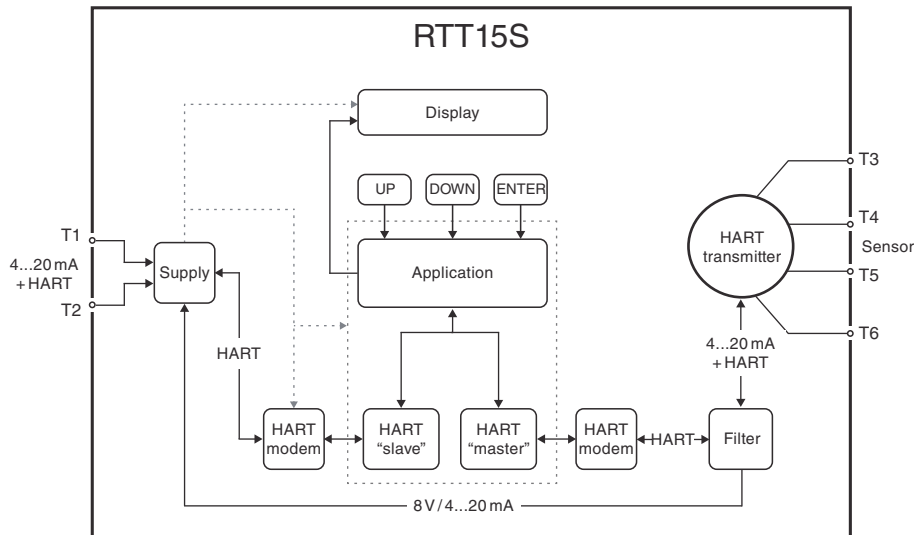 RTT15S
Display
UP
DOWN
ENTER
T1
4...20 mA
+ HART
T2
Supply
Application
HART
transmitter
T3
T4
Sensor
T5
T6
HART
4...20 mA
+ HART
HART
modem
HART
“slave”
HART
“master”
HART
modem
HART
Filter
8 V / 4...20 mA